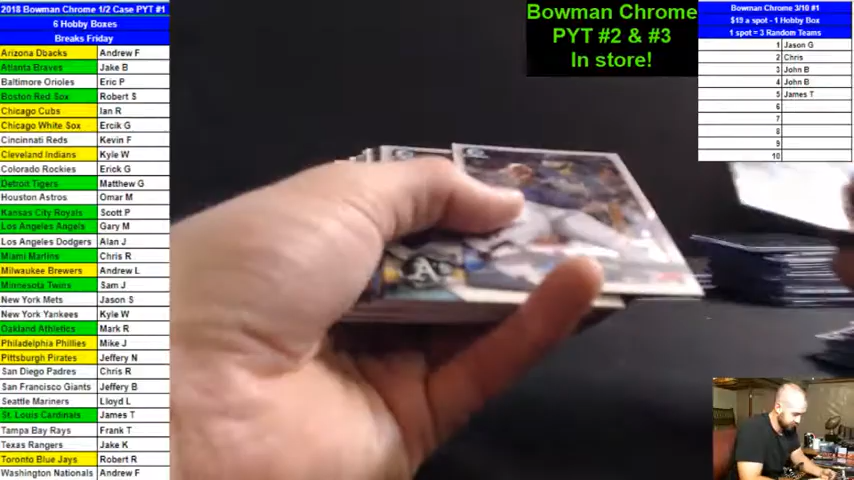 2018 Bowman Chrome 1/2 Case PYT #1
6 Hobby Boxes
Breaks Friday
Arizona Dbacks Andrew F
Atlanta Braves Jake B
Baltimore Orioles Eric P
Boston Red Sox Robert S
Chicago Cubs Ian R
Chicago White Sox Ercik G
Cincinnati Reds Kevin F
Cleveland Indians Kyle W
Colorado Rockies Erick G
Detroit Tigers Matthew G
Houston Astros Omar M
Kansas City Royals Scott P
Los Angeles Angels Gary M
Los Angeles Dodgers Alan J
Miami Marlins Chris R
Milwaukee Brewers Andrew L
Minnesota Twins Sam J
New York Mets Jason S
New York Yankees Kyle W
Oakland Athletics Mark R
Philadelphia Phillies Mike J
Pittsburgh Pirates Jeffery N
San Diego Padres Chris R
San Francisco Giants Jeffery B
Seattle Mariners Lloyd L
St. Louis Cardinals James T
Tampa Bay Rays Frank T
Texas Rangers Jake K
Toronto Blue Jays Robert R
Washington Nationals Andrew F
Bowman Chrome
PYT #2 & #3
In store!
Bowman Chrome 3/10 #1
$19 a spot - 1 Hobby Box
1 spot = 3 Random Teams
1 Jason G
2 Chris
3 John B
4 John B
5 James T
6
7
8
9
10
A's